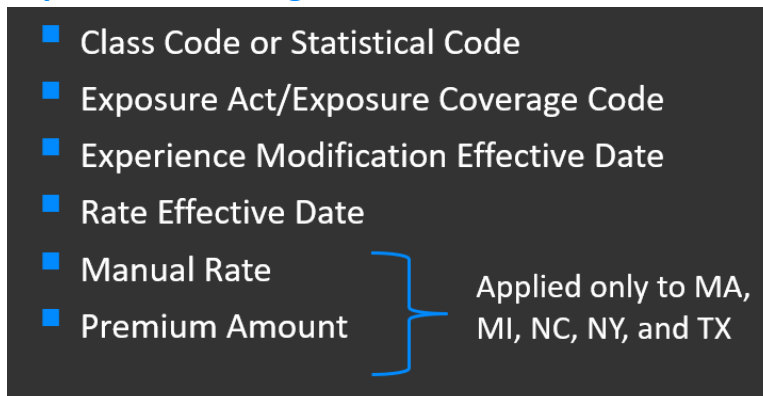 Class Code or Statistical Code
Exposure Act/Exposure Coverage Code
Experience Modification Effective Date
Rate Effective Date
Manual Rate
Premium Amount
Applied only to MA,
MI, NC, NY, and TX